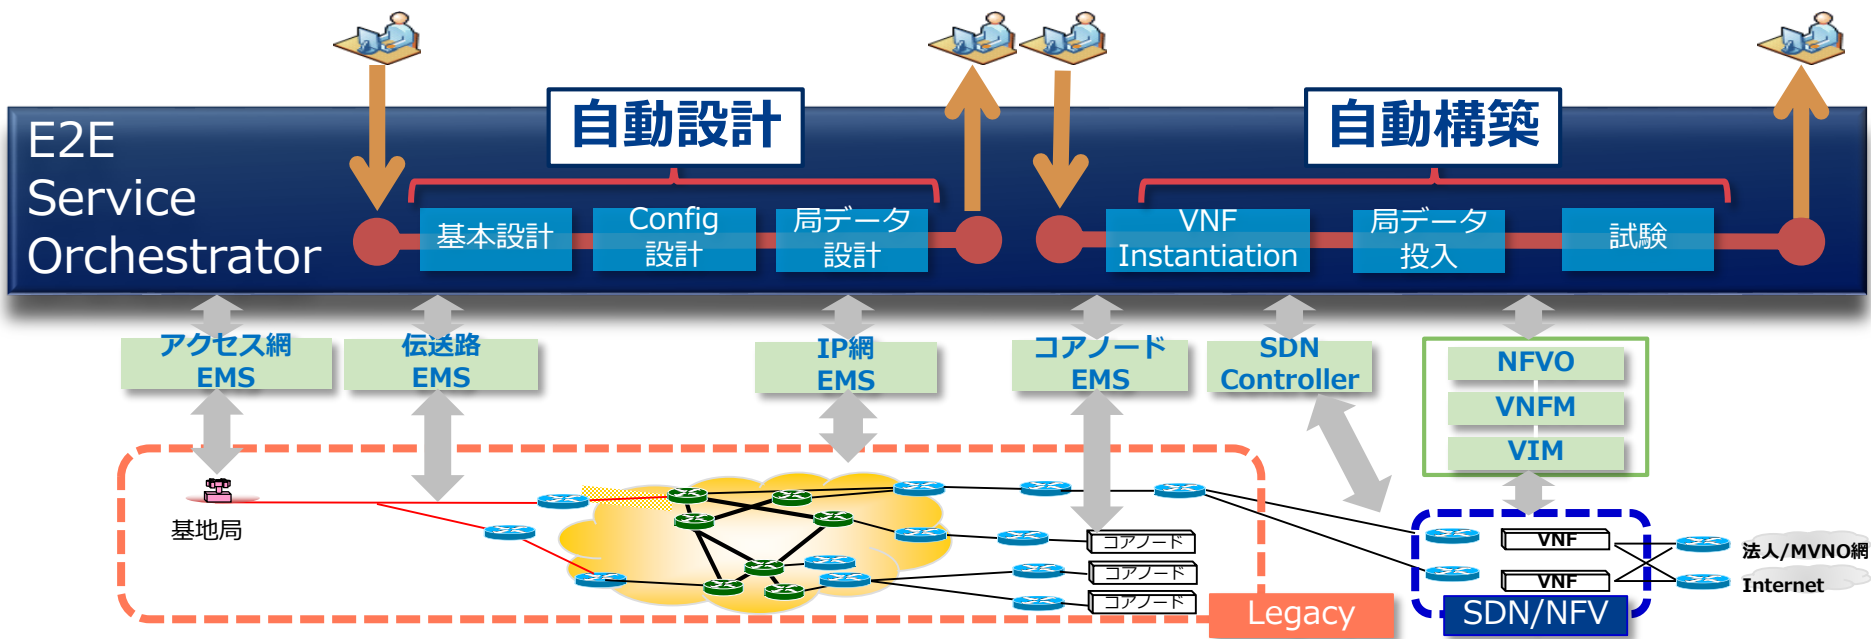 自動設計
自動構築
E2E
Service
Orchestrator
基本設計
Config
設計
局データ
設計
VNF
Instantiation
局データ
投入
試験
アクセス網
EMS
伝送路
EMS
IP網
EMS
コアノード
EMS
SDN
Controller
NFVO
VNFM
VIM
基地局
コアノード
コアノード
コアノード
VNF
VNF
法人/MVNO網
Internet
Legacy
SDN/NFV